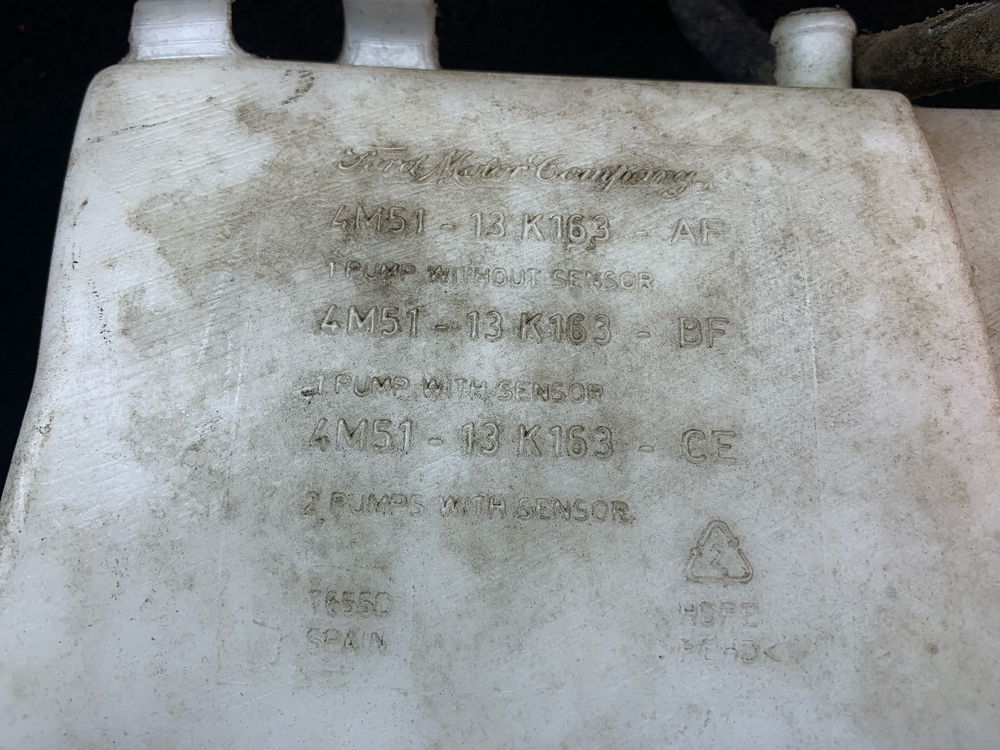 Ford Motor Company
4M51 - 13 K163 - AF
1 PUMP WITHOUT SENSOR
4M51 - 13 K163 - BF
1 PUMP WITH SENSOR
4M51 - 13 K163 - CE
2 PUMPS WITH SENSOR
2
SPAIN
HDPE